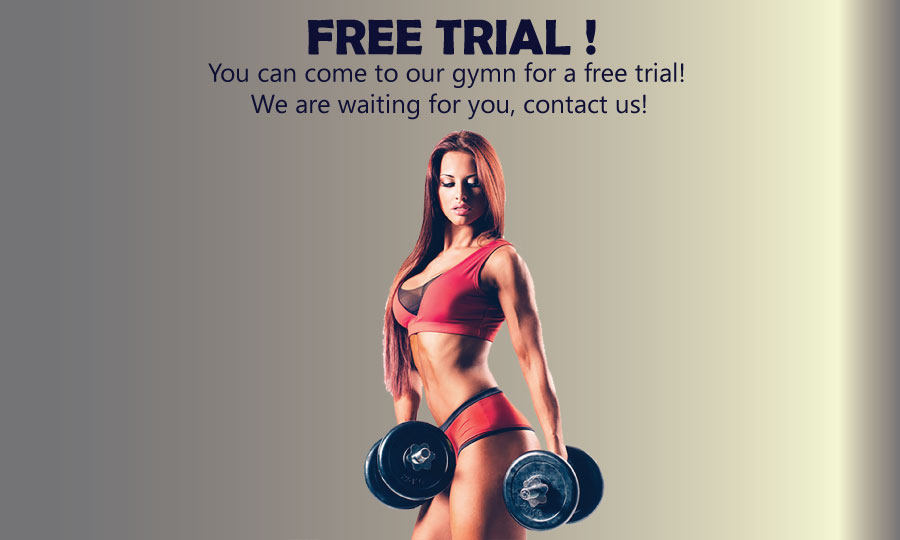 FREE TRIAL !
You can come to our gymn for a free trial!
We are waiting for you, contact us!